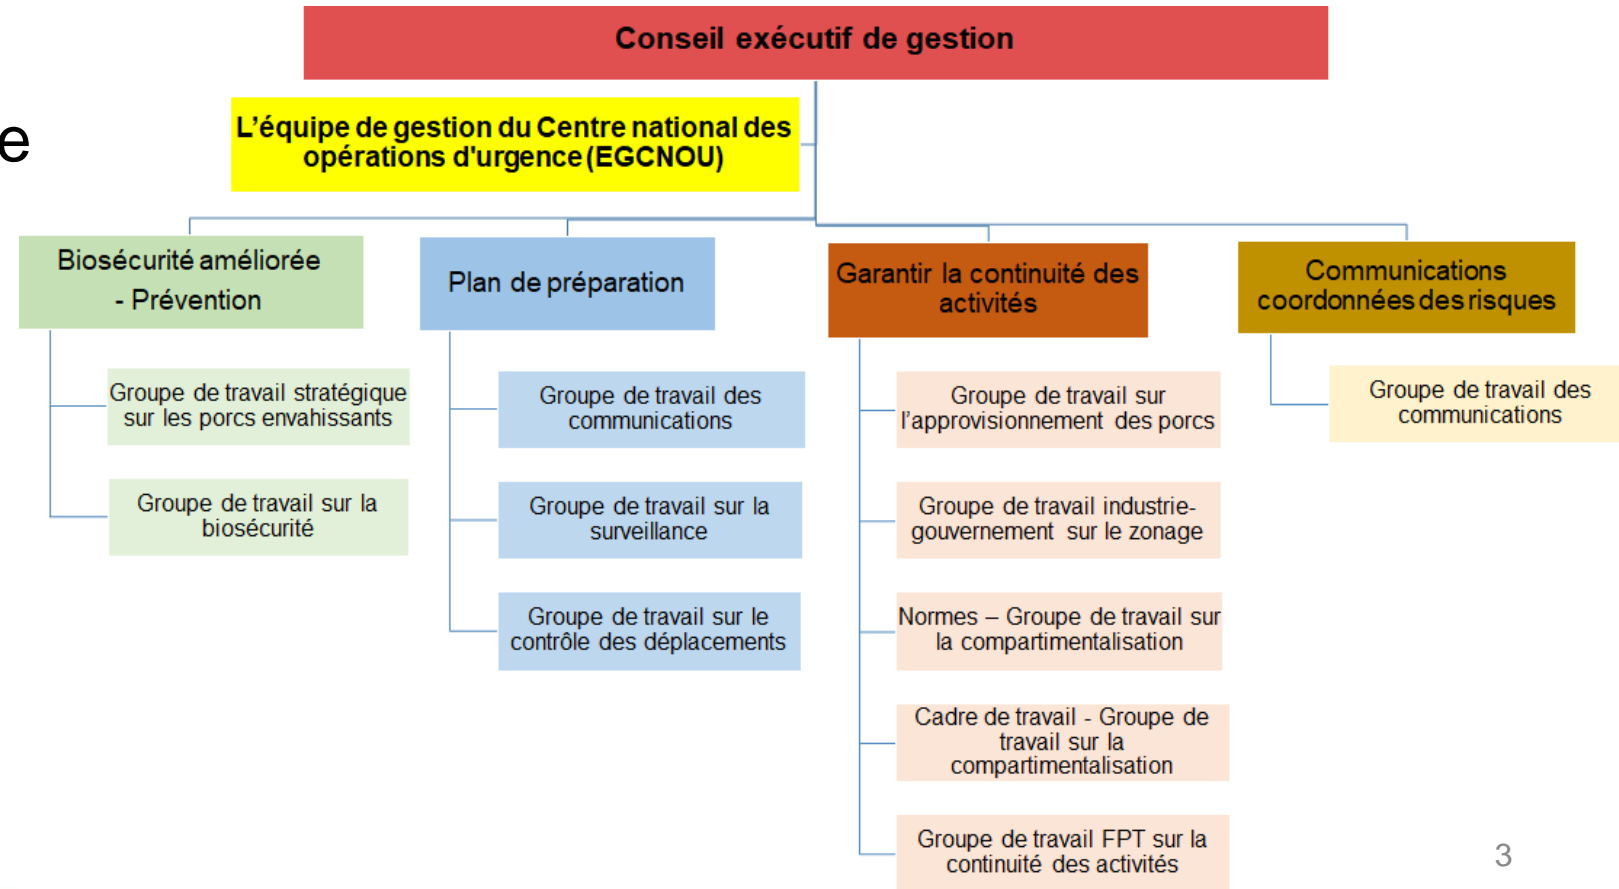 Conseil exécutif de gestion
e
L'équipe de gestion du Centre national des
opérations d'urgence (EGCNOU)
Biosécurité améliorée
- Prévention
Groupe de travail stratégique
sur les porcs envahissants
Groupe de travail sur la
biosécurité
Plan de préparation
Groupe de travail des
communications
Groupe de travail sur la
surveillance
Groupe de travail sur le
contrôle des déplacements
Garantir la continuité des
activités
Groupe de travail sur
l'approvisionnement des porcs
Groupe de travail industrie-
gouvernement sur le zonage
Normes – Groupe de travail sur
la compartimentalisation
Cadre de travail - Groupe de
travail sur la
compartimentalisation
Groupe de travail FPT sur la
continuité des activités
Communications
coordonnées des risques
Groupe de travail des
communications
3